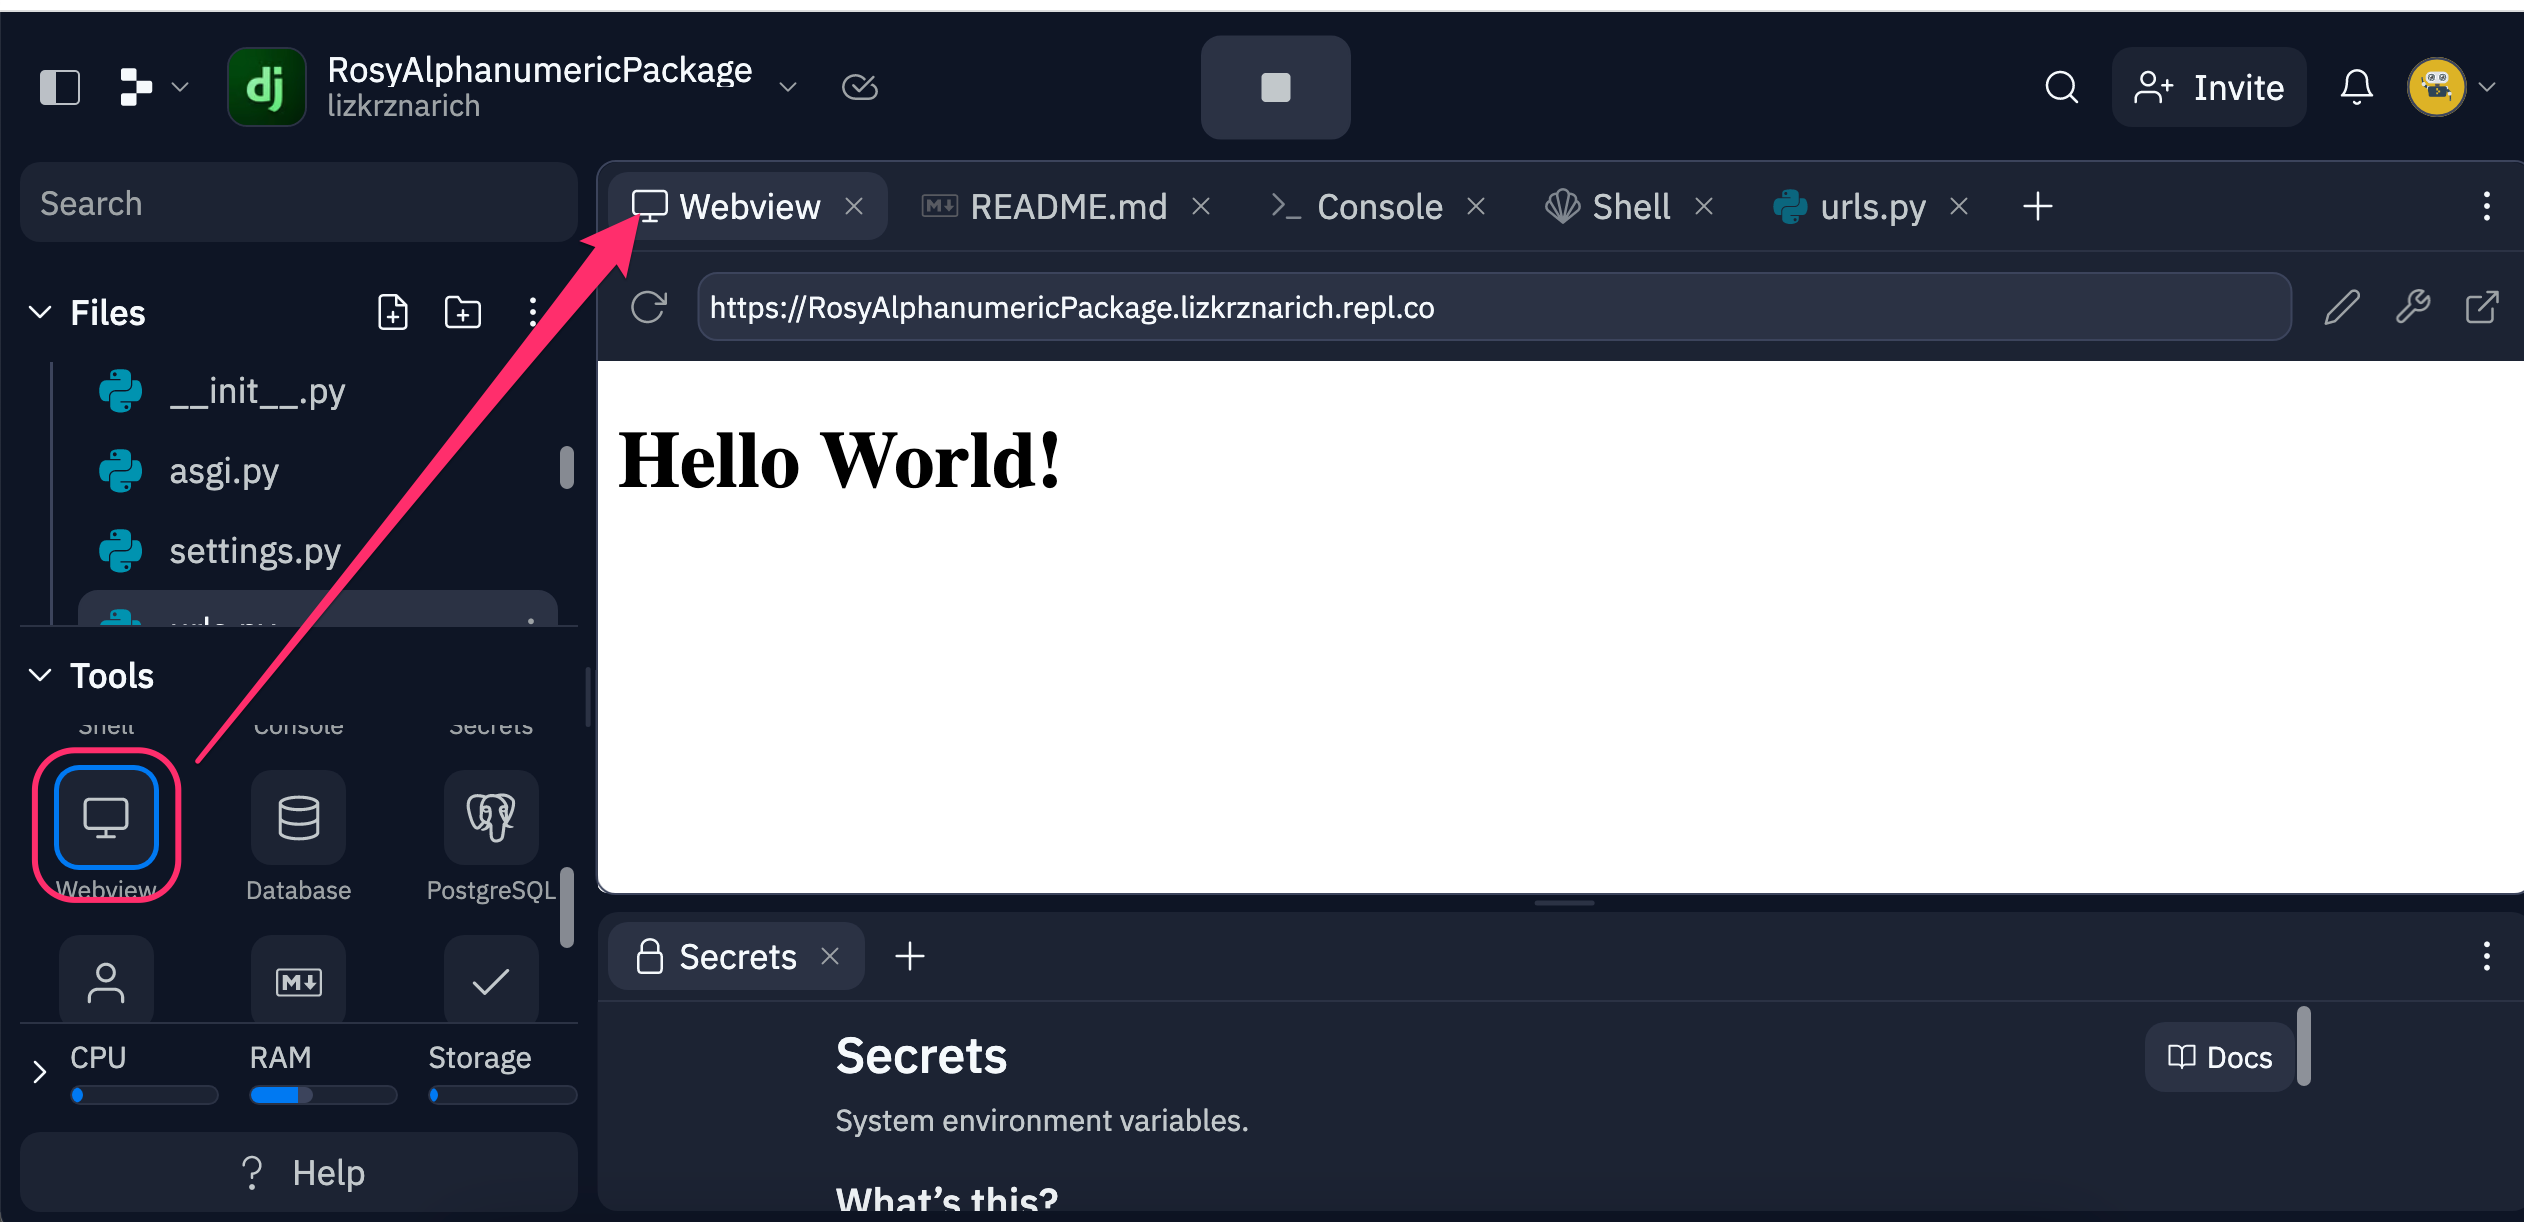 dj
RosyAlphanumericPackage
lizkrznarich
Invite
Search
Files
__init__.py
asgi.py
settings.py
urls.py
Tools
Shell
Console
Secrets
Webview
Database
PostgreSQL
M↓
CPU
RAM
Storage
? Help
Webview
M↓ README.md
>_ Console
Shell
urls.py
https://RosyAlphanumericPackage.lizkrznarich.repl.co
Hello World!
Secrets
Secrets
Docs
System environment variables.
What's this?